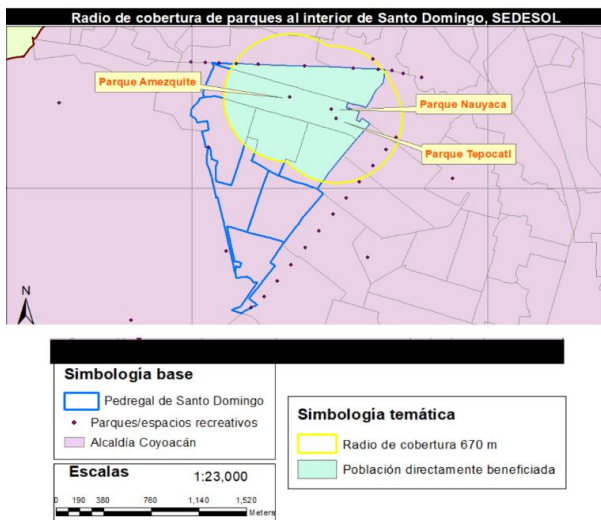 Radio de cobertura de parques al interior de Santo Domingo, SEDESOL
Parque Amezquite
Parque Nauyaca
Parque Tepocatl
N
Simbología base
Pedregal de Santo Domingo
Parques/espacios recreativos
Alcaldía Coyoacán
Escalas 1:23,000
0 190 380 760 1,140 1,520
Meters
Simbología temática
Radio de cobertura 670 m
Población directamente beneficiada